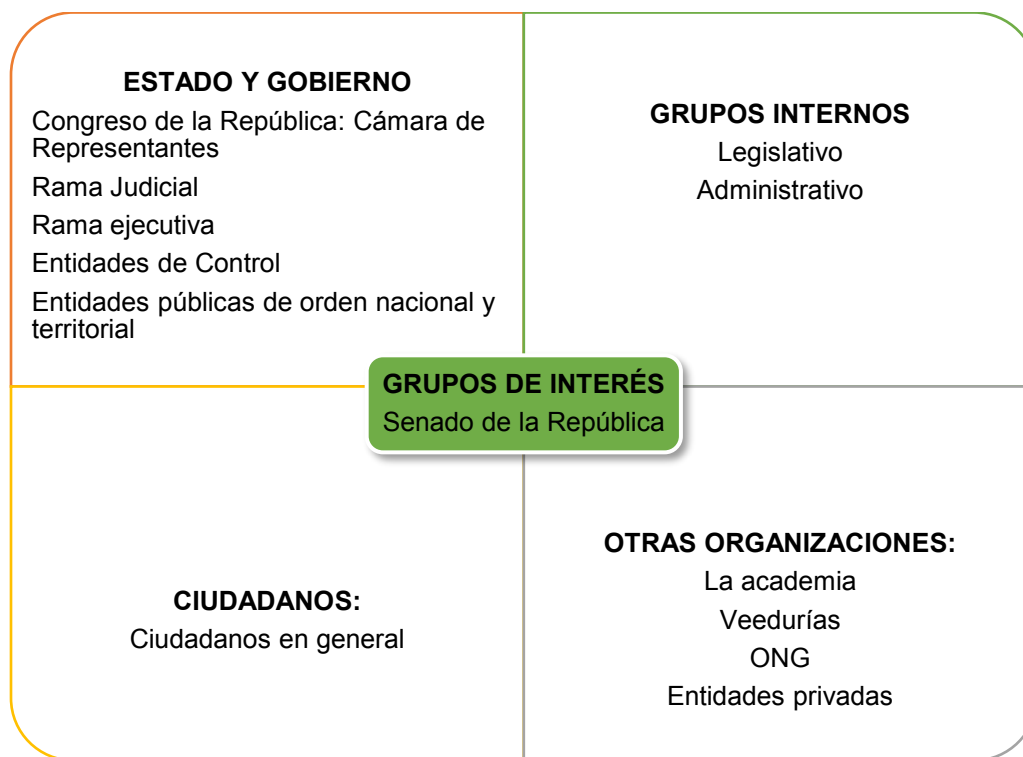 ESTADO Y GOBIERNO
Congreso de la República: Cámara de
Representantes
Rama Judicial
Rama ejecutiva
Entidades de Control
Entidades públicas de orden nacional y
territorial
GRUPOS INTERNOS
Legislativo
Administrativo
GRUPOS DE INTERÉS
Senado de la República
CIUDADANOS:
Ciudadanos en general
OTRAS ORGANIZACIONES:
La academia
Veedurías
ONG
Entidades privadas